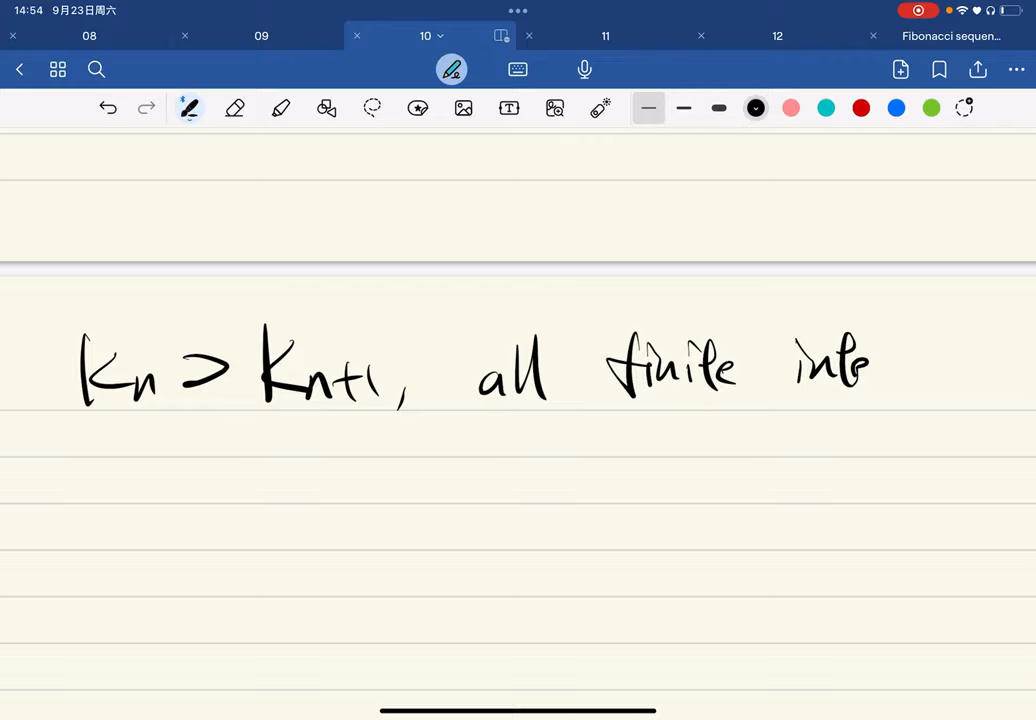 14:54 9月23日周六
08 09 10 11 12 Fibonacci sequen...
T
Kn > Kn+1, all finite inte